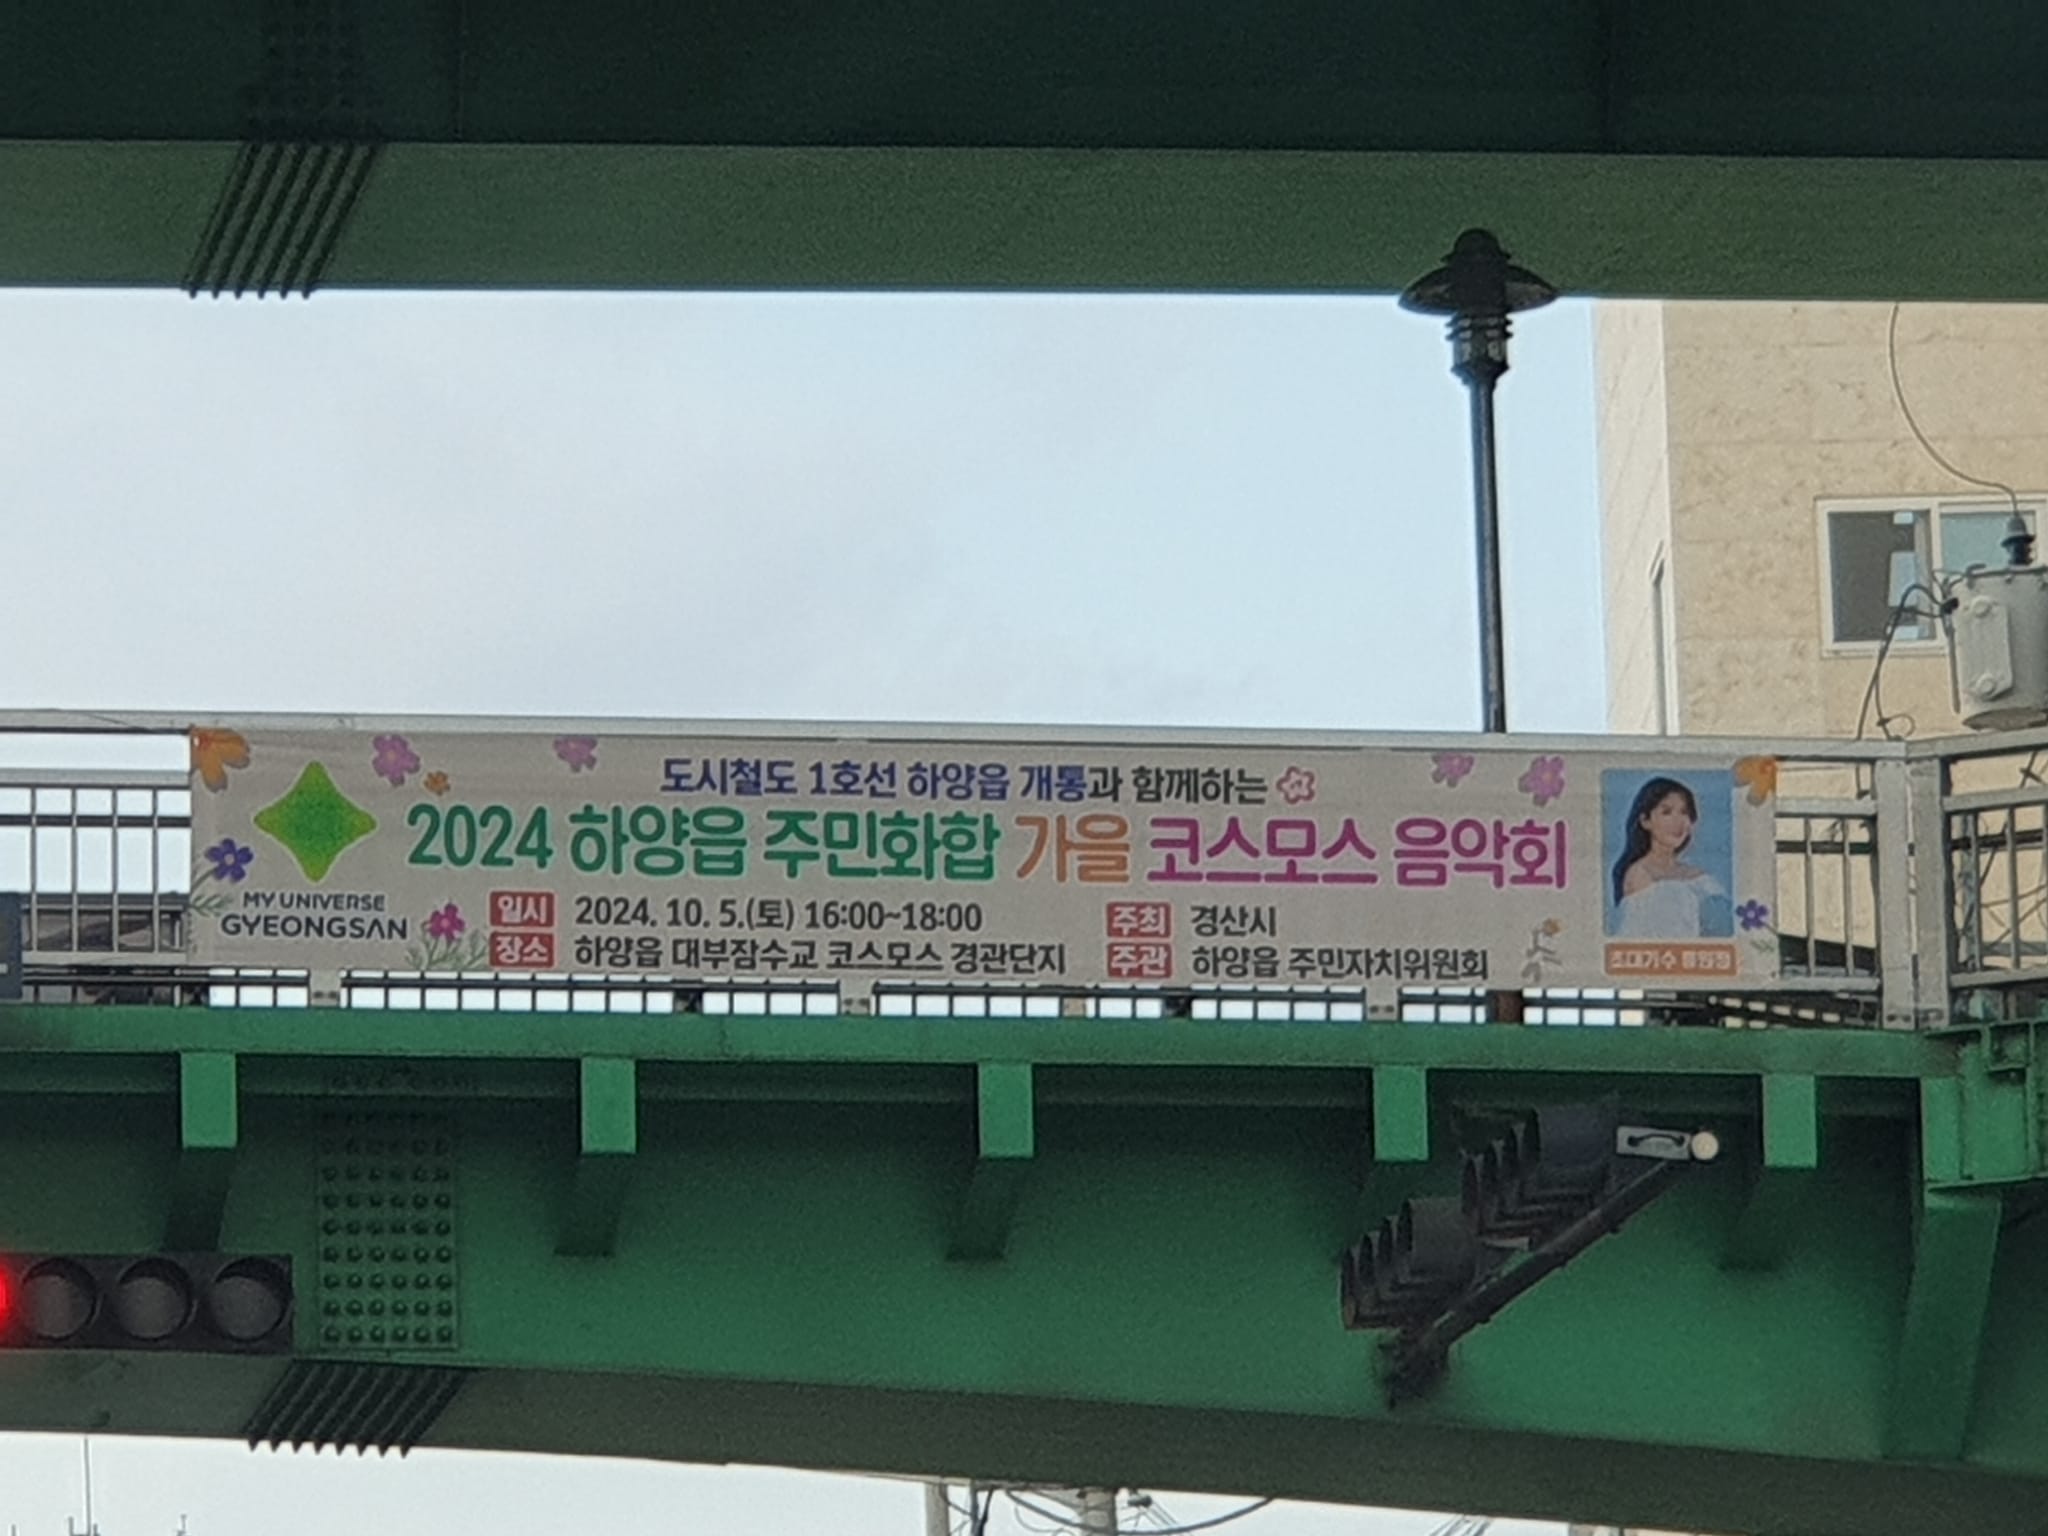 도시철도 1호선 하양읍 개통과 함께하는
2024 하양읍 주민화합 가을 코스모스 음악회
MY UNIVERSE
GYEONGSAN
일시 2024. 10. 5.(토) 16:00~18:00
장소 하양읍 대부잠수교 코스모스 경관단지
주최 경산시
주관 하양읍 주민자치위원회
초대가수